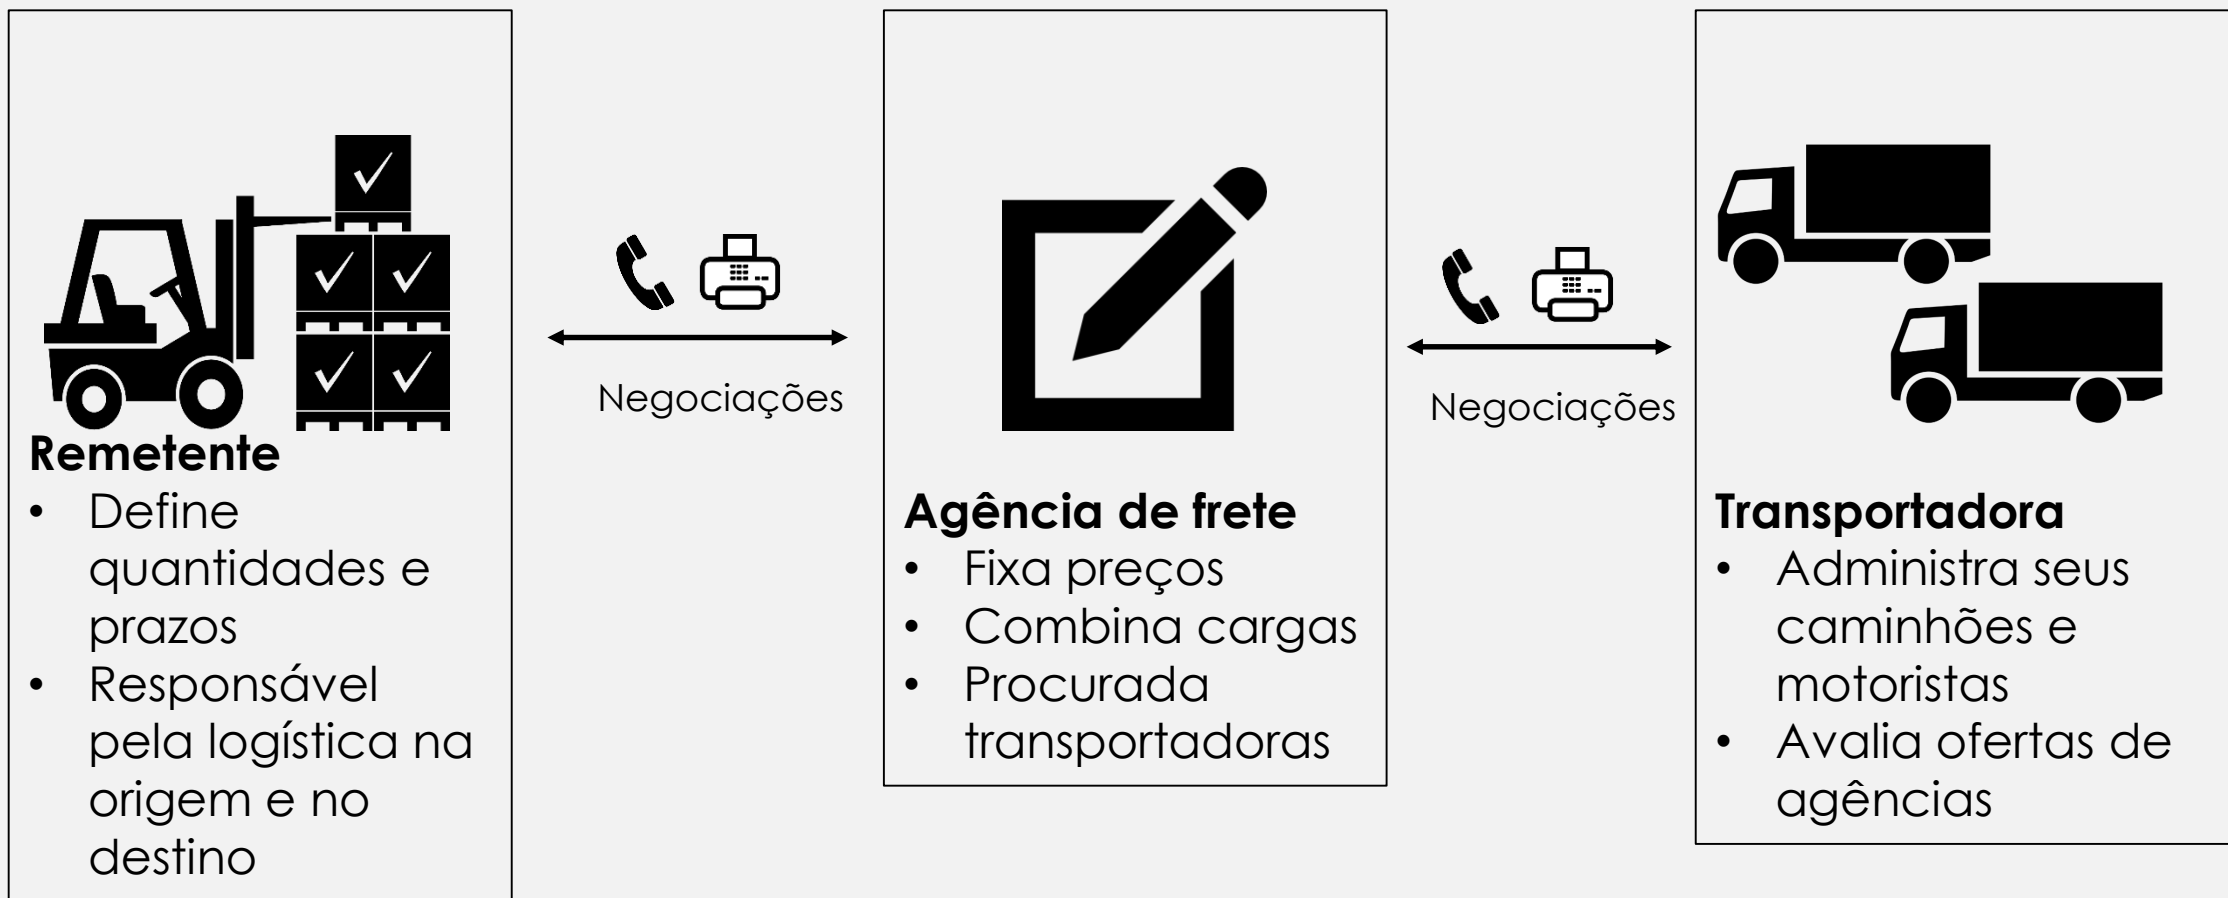 Remetente
• Define
quantidades e
prazos
• Responsável
pela logística na
origem e no
destino
Negociações
Agência de frete
• Fixa preços
• Combina cargas
• Procurada
transportadoras
Negociações
Transportadora
• Administra seus
caminhões e
motoristas
• Avalia ofertas de
agências